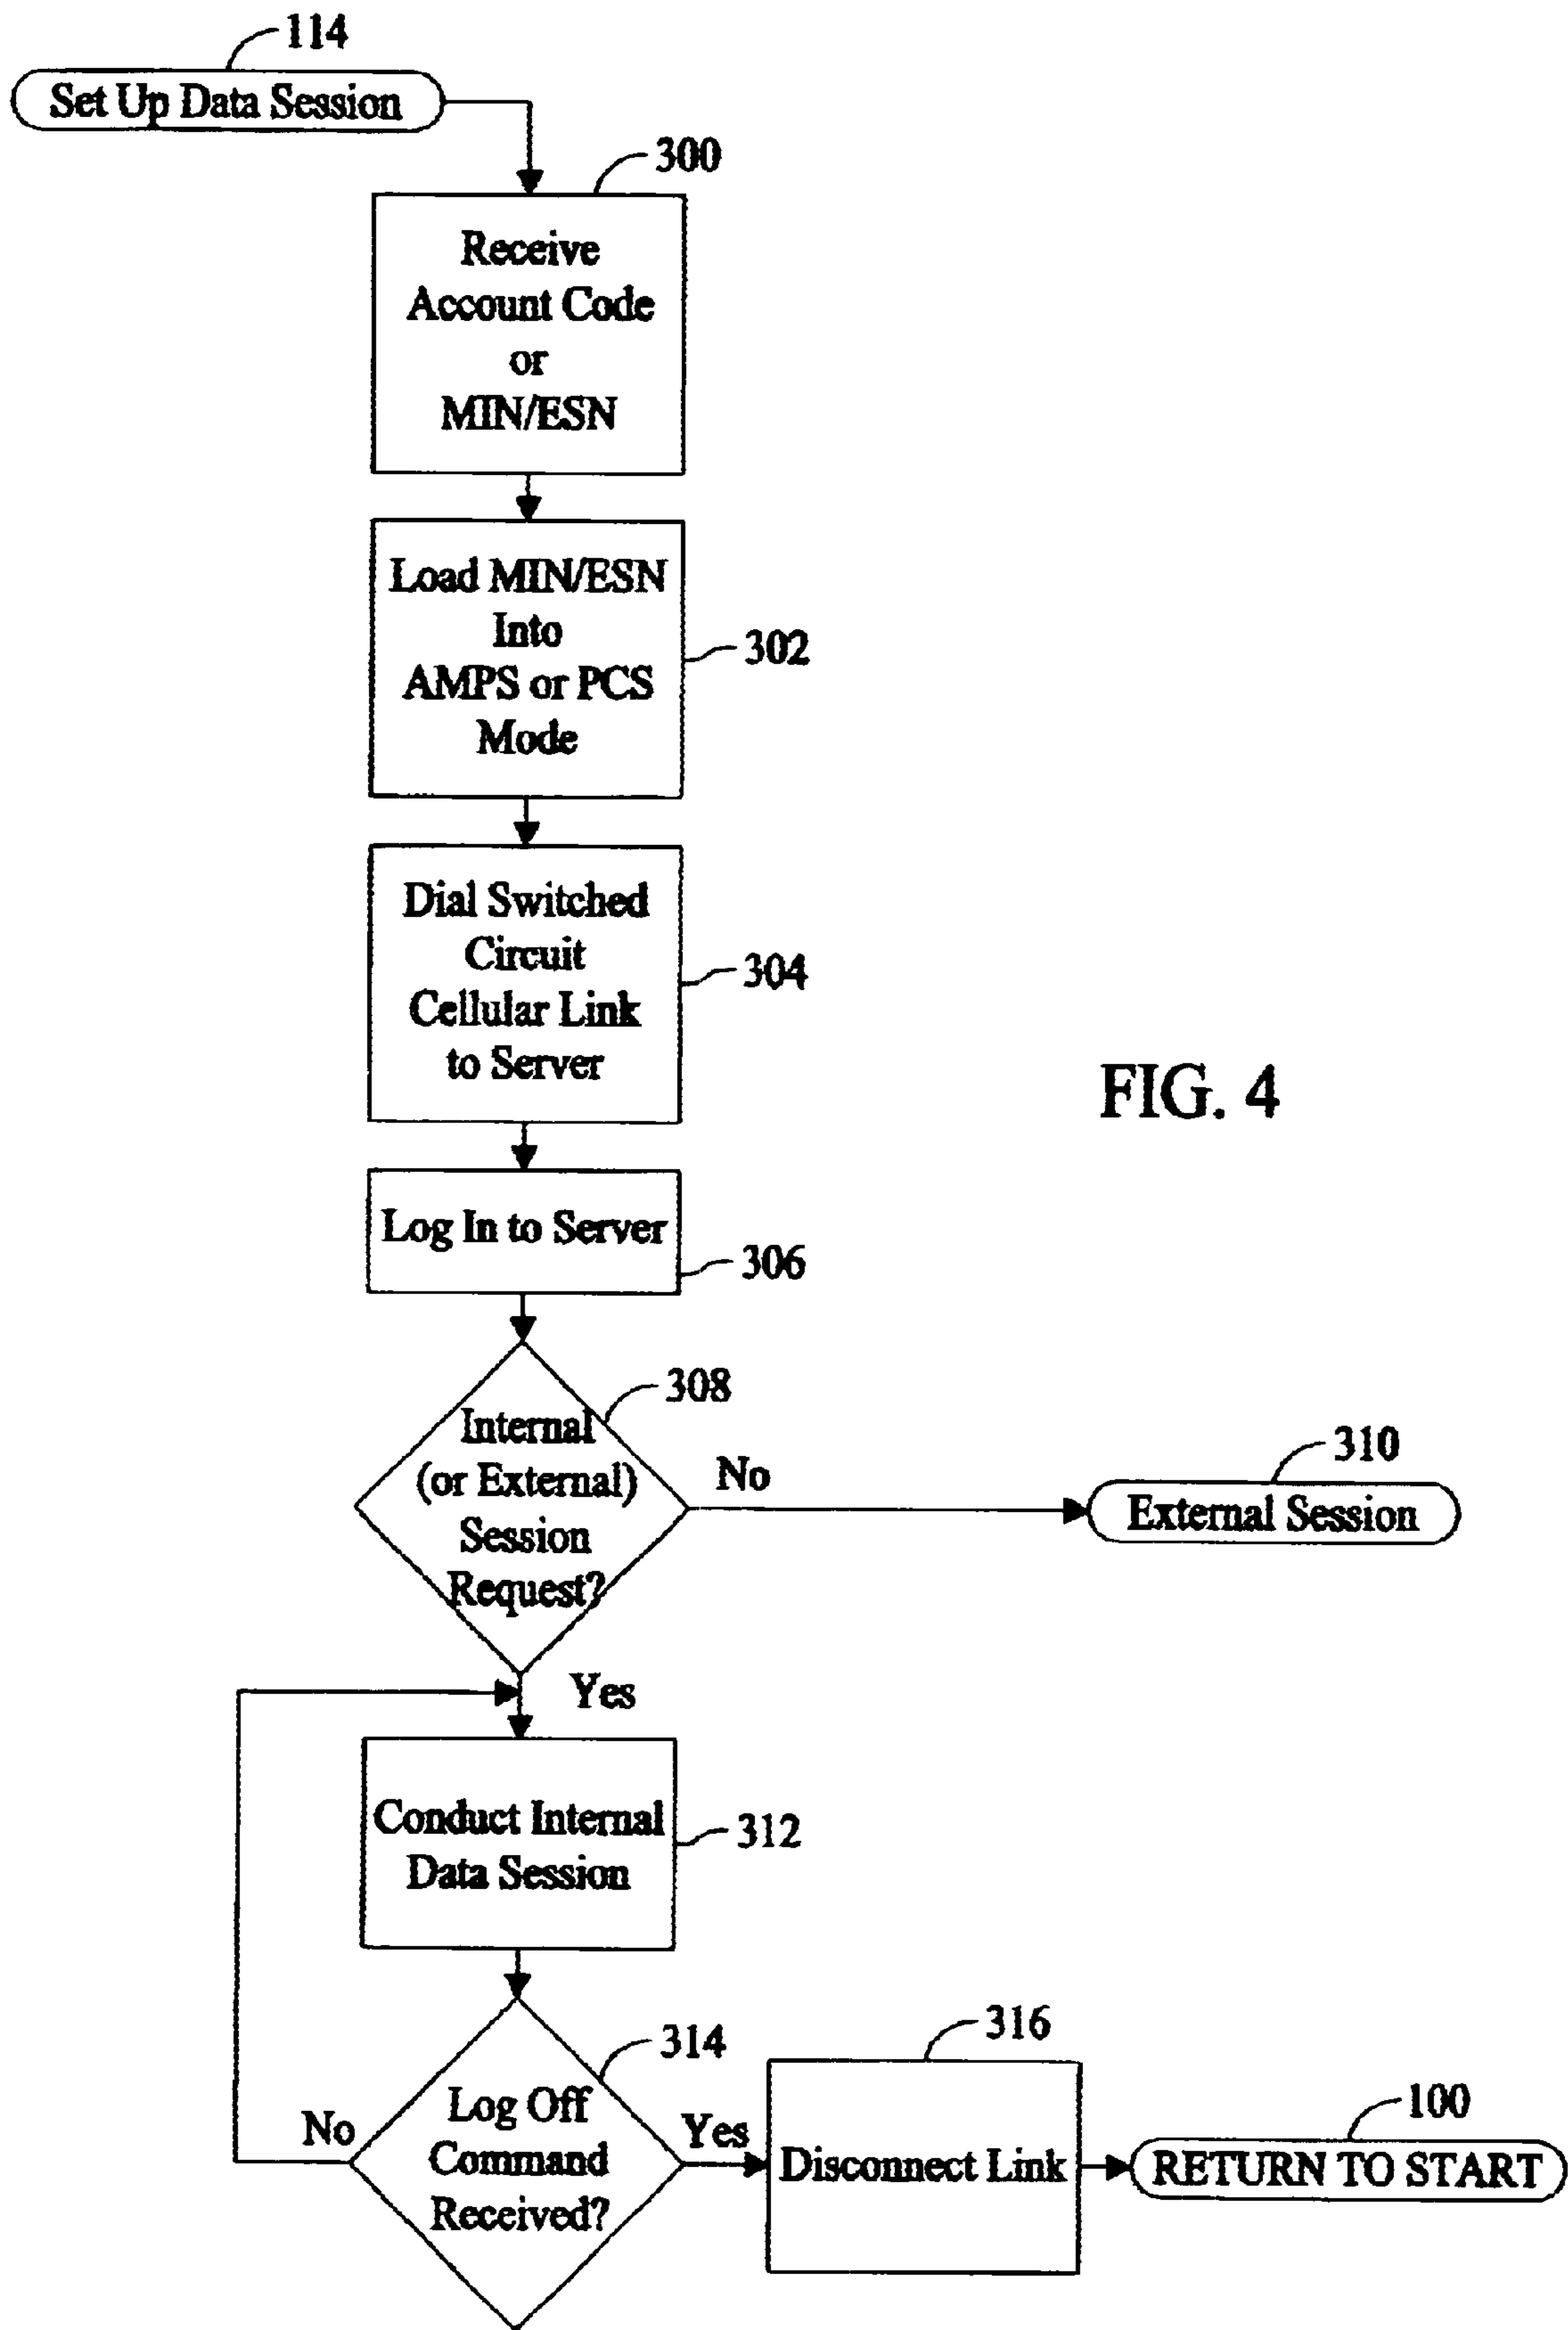 114
Set Up Data Session
300
Receive
Account Code
or
MIN/ESN
Load MIN/ESN
Into
AMPS or PCS
Mode
302
Dial Switched
Circuit
Cellular Link
to Server
304
FIG. 4
Log In to Server
306
308
Internal
(or External)
Session
Request?
No
310
External Session
Yes
Conduct Internal
Data Session
312
314
Log Off
Command
Received?
No
Yes
316
Disconnect Link
100
RETURN TO START